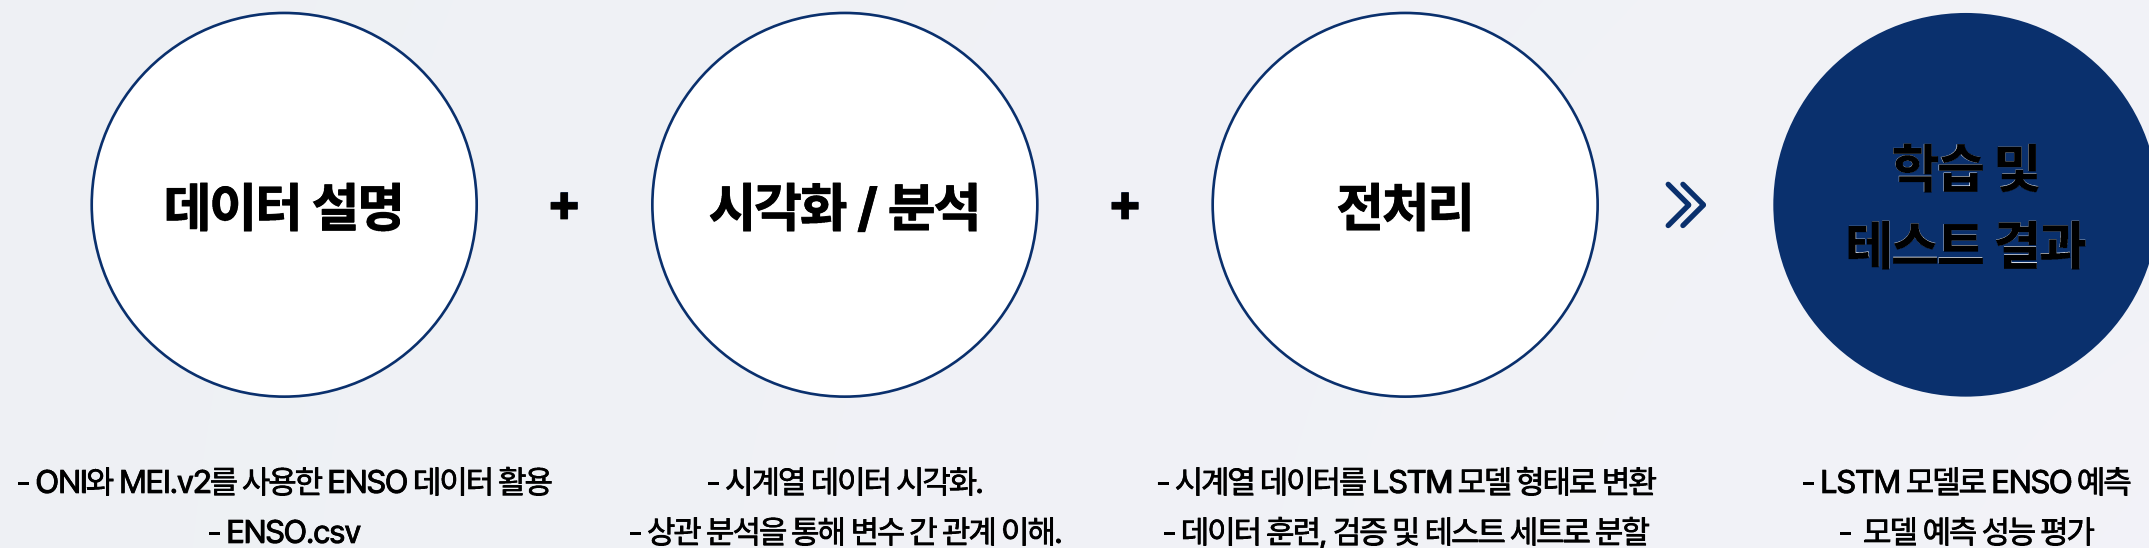 데이터 설명
+
시각화 / 분석
+
전처리
학습 및
테스트 결과
- ONI와 MEI.v2를 사용한 ENSO 데이터 활용
- ENSO.csv
- 시계열 데이터 시각화.
- 상관 분석을 통해 변수 간 관계 이해.
- 시계열 데이터를 LSTM 모델 형태로 변환
- 데이터 훈련, 검증 및 테스트 세트로 분할
- LSTM 모델로 ENSO 예측
- 모델 예측 성능 평가